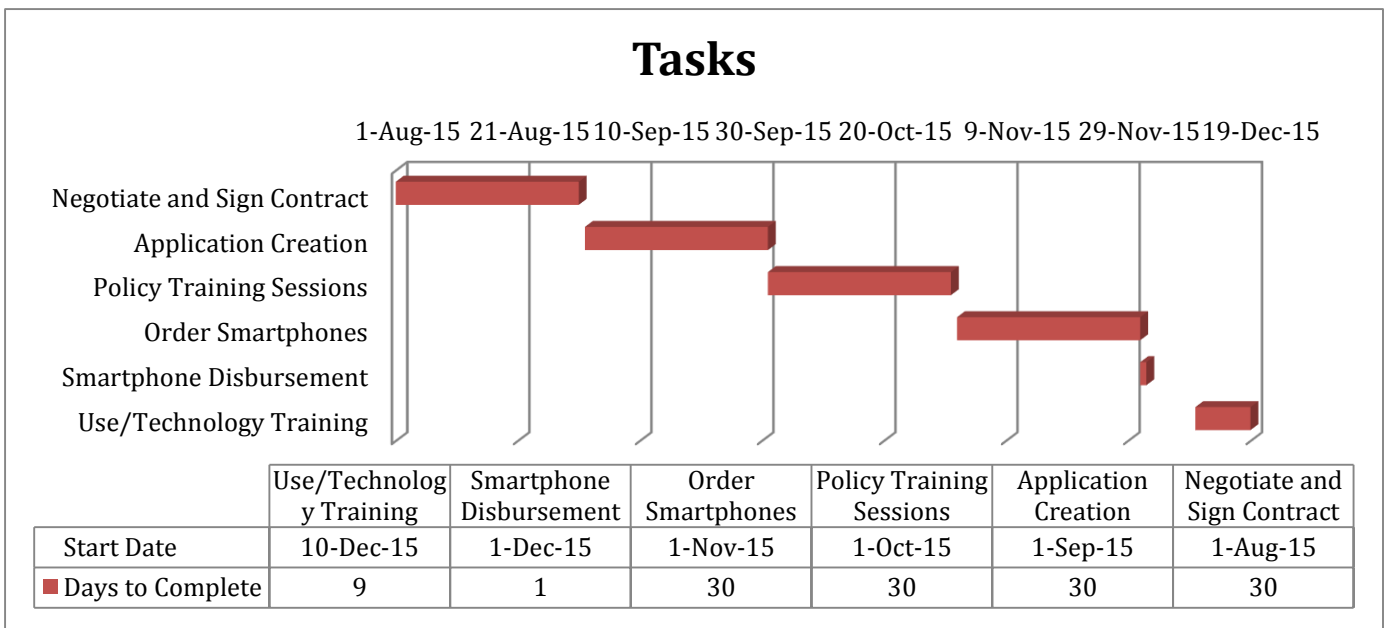 Tasks
1-Aug-15 21-Aug-15 10-Sep-15 30-Sep-15 20-Oct-15 9-Nov-15 29-Nov-15 19-Dec-15
Negotiate and Sign Contract
Application Creation
Policy Training Sessions
Order Smartphones
Smartphone Disbursement
Use/Technology Training
Use/Technolog Smartphone Order Policy Training Application Negotiate and
y Training Disbursement Smartphones Sessions Creation Sign Contract
Start Date 10-Dec-15 1-Dec-15 1-Nov-15 1-Oct-15 1-Sep-15 1-Aug-15
Days to Complete 9 1 30 30 30 30